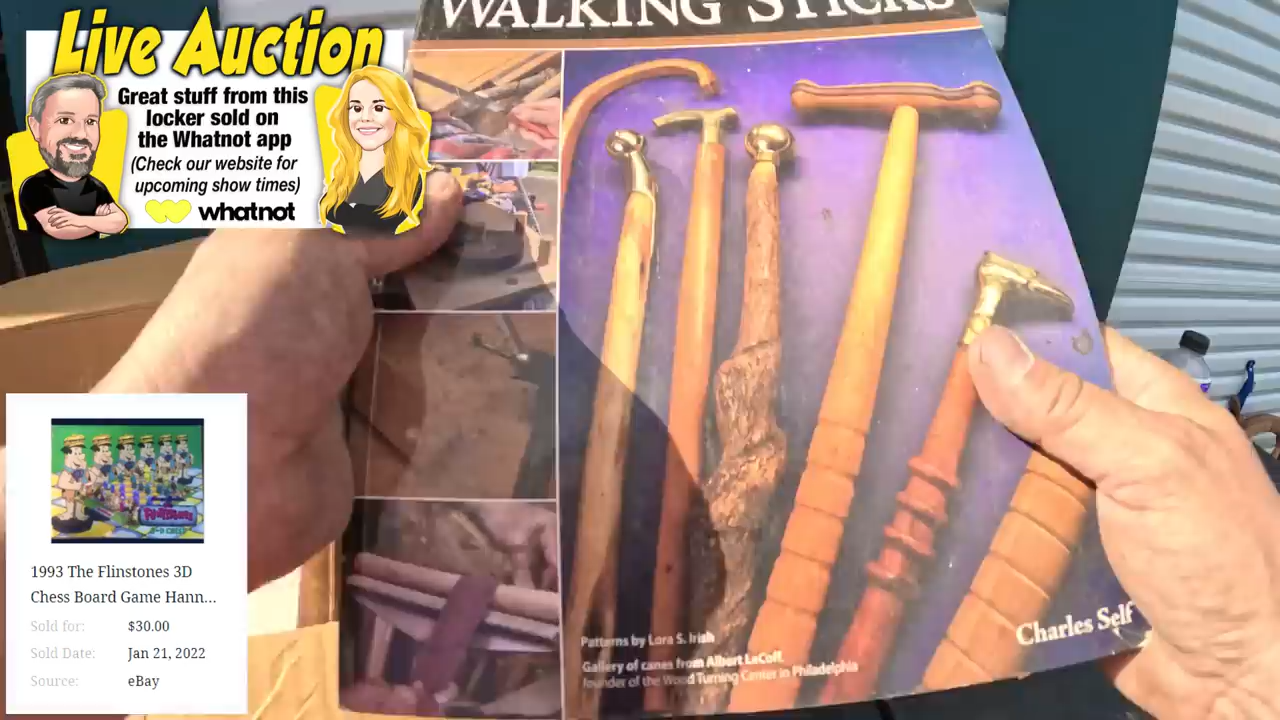 WALKING STICKS
Live Auction
Great stuff from this
locker sold on
the Whatnot app
(Check our website for
upcoming show times)
whatnot
1993 The Flinstones 3D
Chess Board Game Hann...
Sold for: $30.00
Sold Date: Jan 21, 2022
Source: eBay
Patterns by Lora S. Irish
Gallery of canes from Albert LeCoff,
founder of the Wood Turning Center in Philadelphia
Charles Self